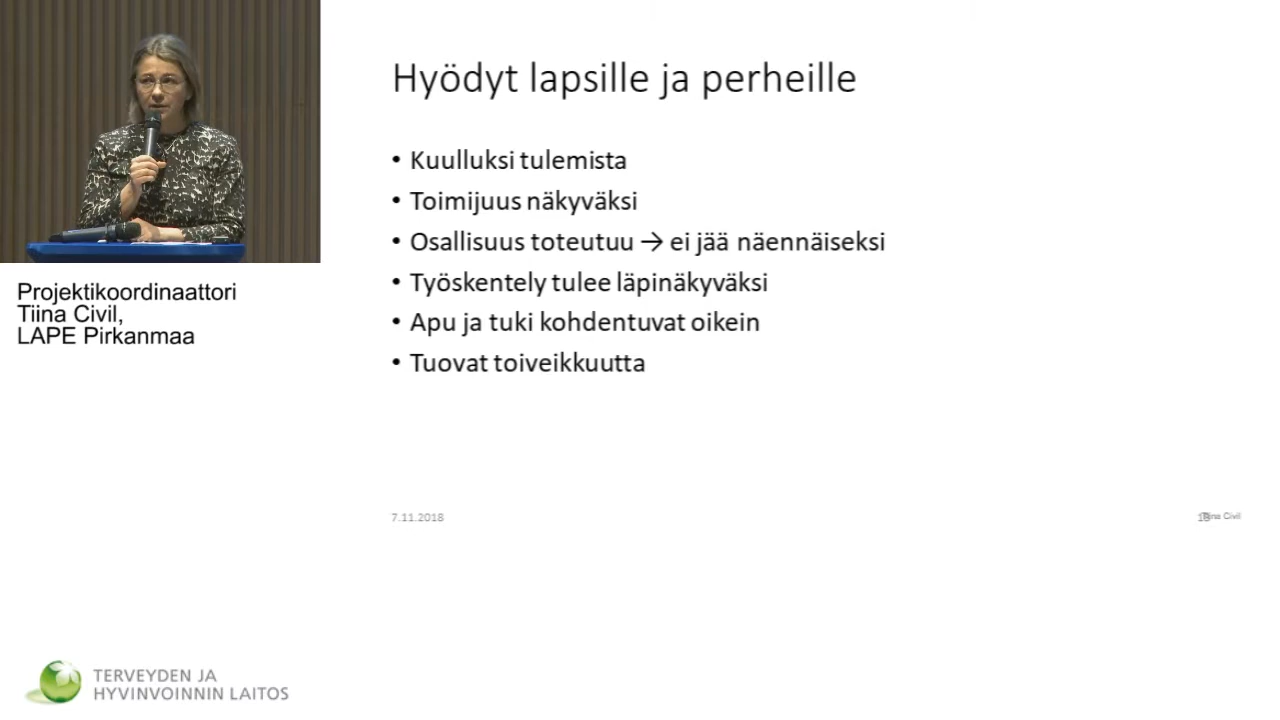 Hyödyt lapsille ja perheille
• Kuulluksi tulemista
• Toimijuus näkyväksi
• Osallisuus toteutuu → ei jää näennäiseksi
• Työskentely tulee läpinäkyväksi
• Apu ja tuki kohdentuvat oikein
• Tuovat toiveikkuutta
Projektikoordinaattori
Tiina Civil,
LAPE Pirkanmaa
7.11.2018
Tiina Civil
TERVEYDEN JA
HYVINVOINNIN LAITOS